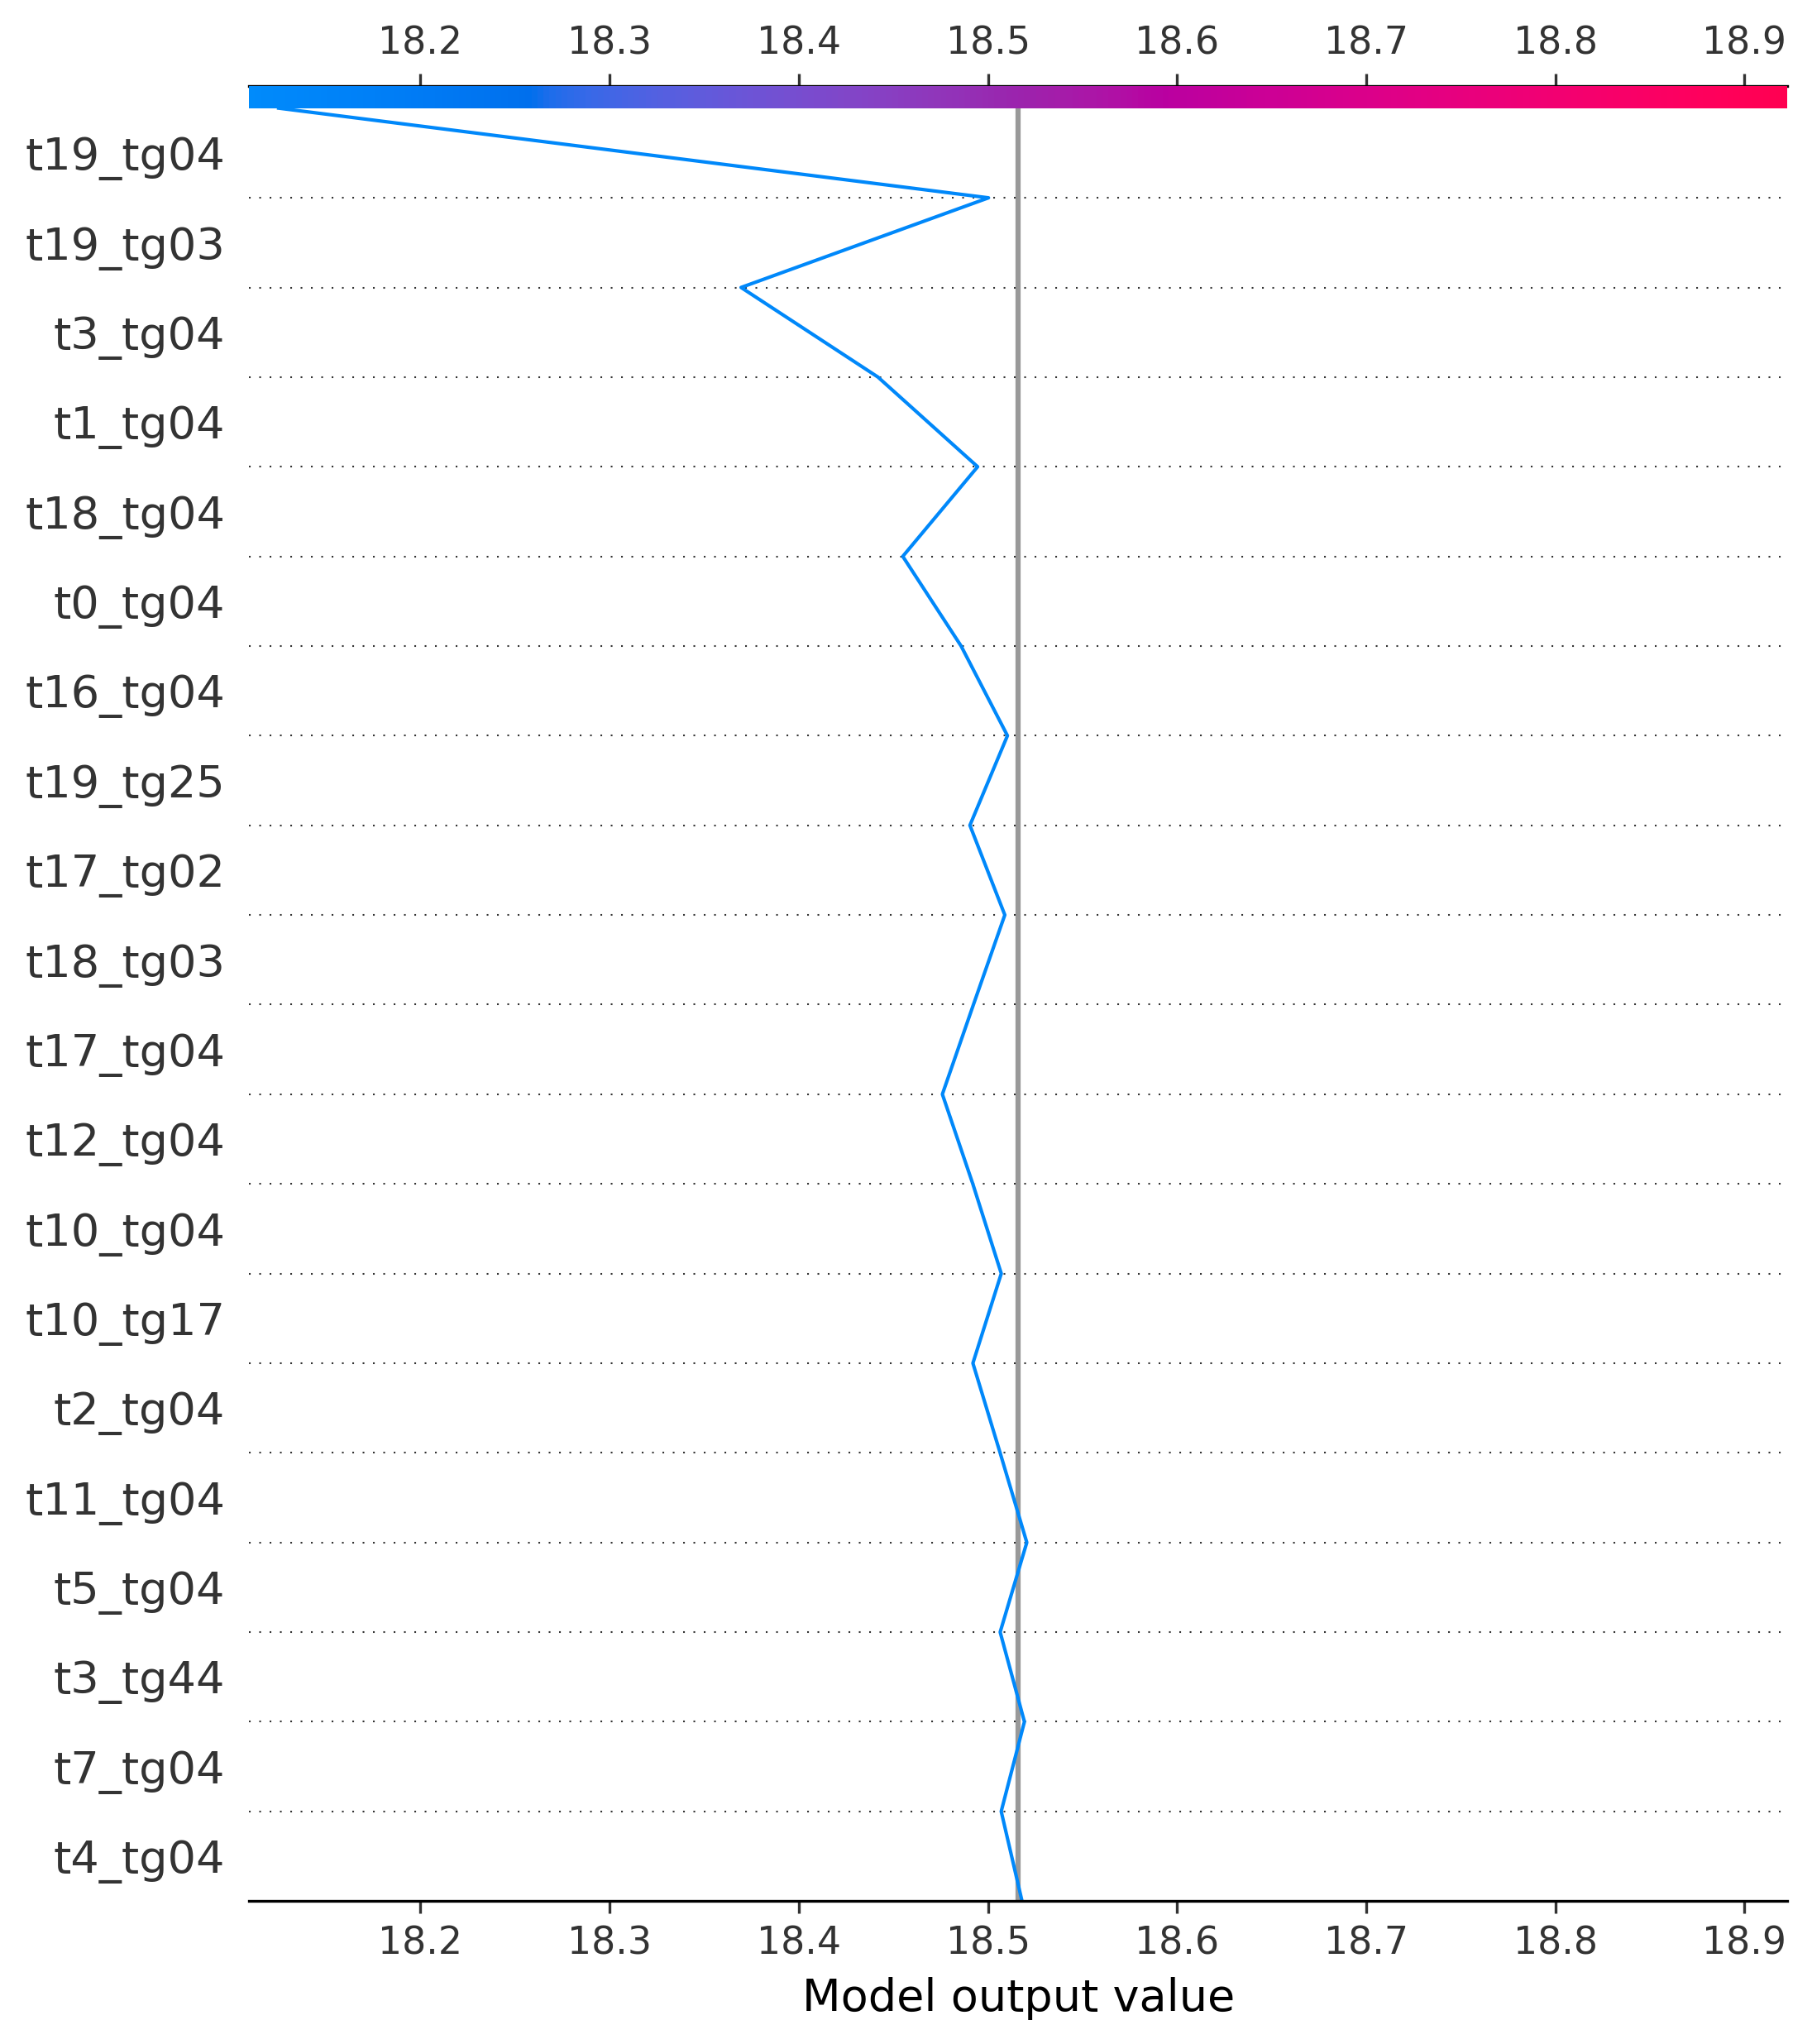 18.2 18.3 18.4 18.5 18.6 18.7 18.8 18.9
t19_tg04
t19_tg03
t3_tg04
t1_tg04
t18_tg04
t0_tg04
t16_tg04
t19_tg25
t17_tg02
t18_tg03
t17_tg04
t12_tg04
t10_tg04
t10_tg17
t2_tg04
t11_tg04
t5_tg04
t3_tg44
t7_tg04
t4_tg04
18.2 18.3 18.4 18.5 18.6 18.7 18.8 18.9
Model output value